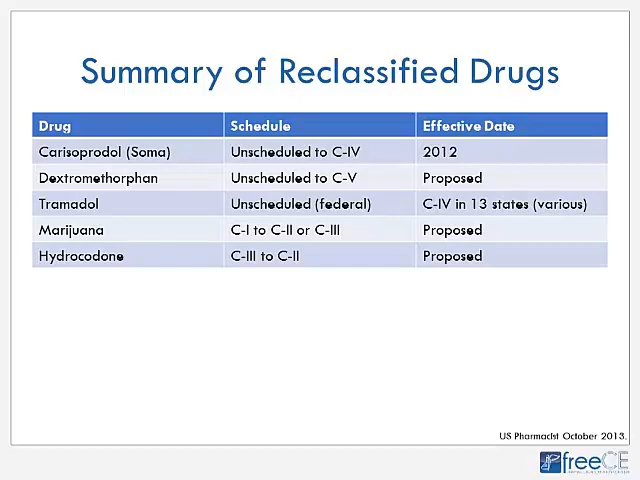 Summary of Reclassified Drugs
Drug Schedule Effective Date
Carisoprodol (Soma) Unscheduled to C-IV 2012
Dextromethorphan Unscheduled to C-V Proposed
Tramadol Unscheduled (federal) C-IV in 13 states (various)
Marijuana C-I to C-II or C-III Proposed
Hydrocodone C-III to C-II Proposed
US Pharmacist October 2013.
freeCE